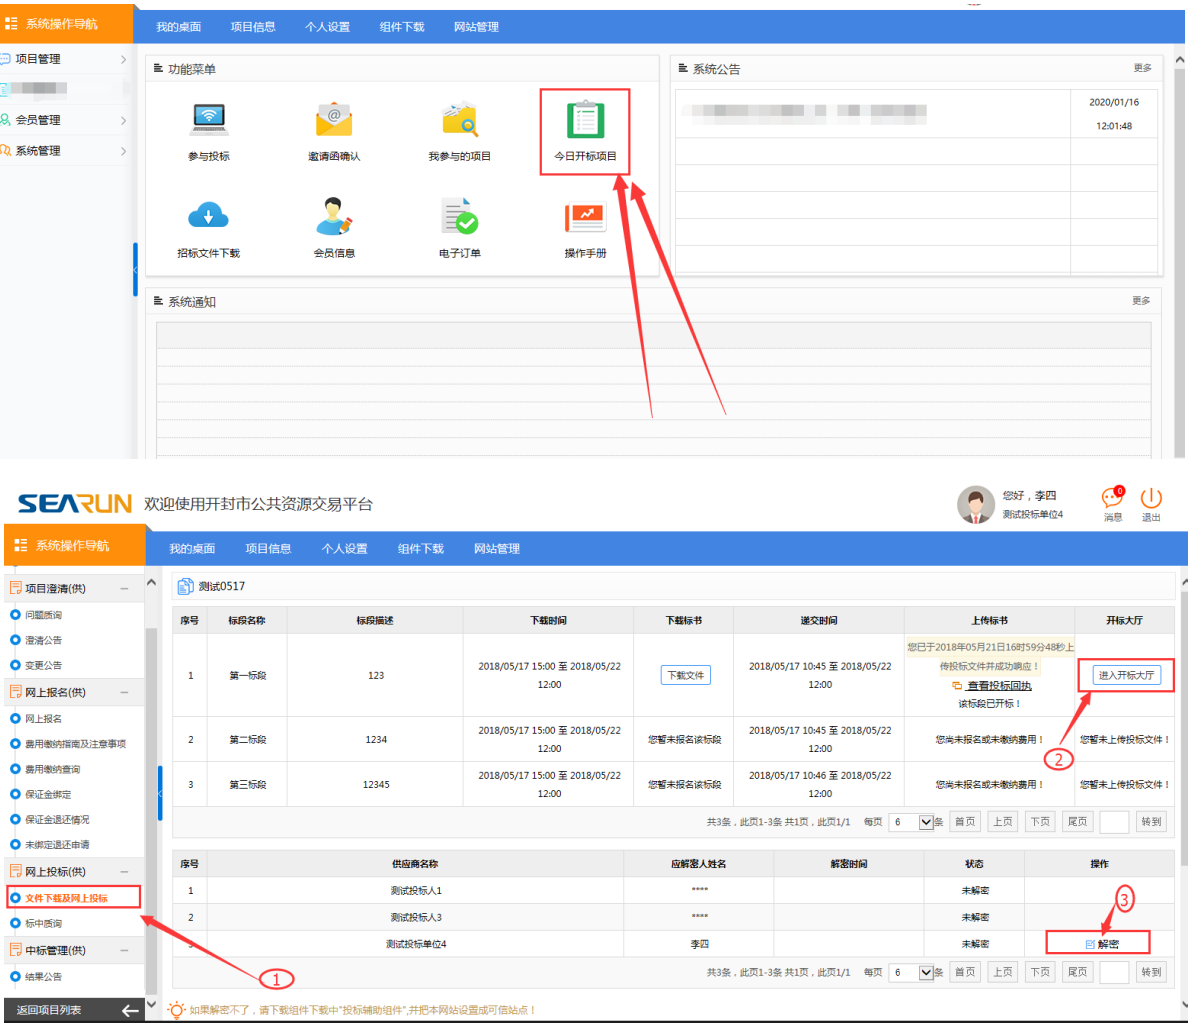 系统操作导航
我的桌面 项目信息 个人设置 组件下载 网站管理
项目管理
会员管理
系统管理
功能菜单
参与投标 邀请函确认 我参与的项目 今日开标项目
招标文件下载 会员信息 电子订单 操作手册
系统公告 更多
2020/01/16
12:01:48
系统通知 更多
SEARUN 欢迎使用开封市公共资源交易平台
您好，李四
测试投标单位4
0
消息 退出
系统操作导航
我的桌面 项目信息 个人设置 组件下载 网站管理
项目澄清(供)
问题质询
澄清公告
变更公告
网上报名(供)
网上报名
费用缴纳指南及注意事项
费用缴纳查询
保证金绑定
保证金退还情况
未绑定退还申请
网上投标(供)
文件下载及网上投标
标中质询
中标管理(供)
结果公告
返回项目列表
测试0517
序号 标段名称 标段描述 下载时间 下载标书 递交时间 上传标书 开标大厅
1 第一标段 123 2018/05/17 15:00 至 2018/05/22 12:00 下载文件 2018/05/17 10:45 至 2018/05/22 12:00 您已于2018年05月21日16时59分48秒上传投标文件并成功响应！ 查看投标回执 该标段已开标！ 进入开标大厅
2 第二标段 1234 2018/05/17 15:00 至 2018/05/22 12:00 您暂未报名该标段 2018/05/17 10:45 至 2018/05/22 12:00 您尚未报名或未缴纳费用！ 您暂未上传投标文件！
3 第三标段 12345 2018/05/17 15:00 至 2018/05/22 12:00 您暂未报名该标段 2018/05/17 10:46 至 2018/05/22 12:00 您尚未报名或未缴纳费用！ 您暂未上传投标文件！
共3条，此页1-3条 共1页，此页1/1 每页 6 条 首页 上页 下页 尾页 转到
序号 供应商名称 应解密人姓名 解密时间 状态 操作
1 测试投标人1 **** 未解密
2 测试投标人3 **** 未解密
3 测试投标单位4 李四 未解密 解密
共3条，此页1-3条 共1页，此页1/1 每页 6 条 首页 上页 下页 尾页 转到
如果解密不了，请下载组件下载中"投标辅助组件",并把本网站设置成可信站点！
1
2
3